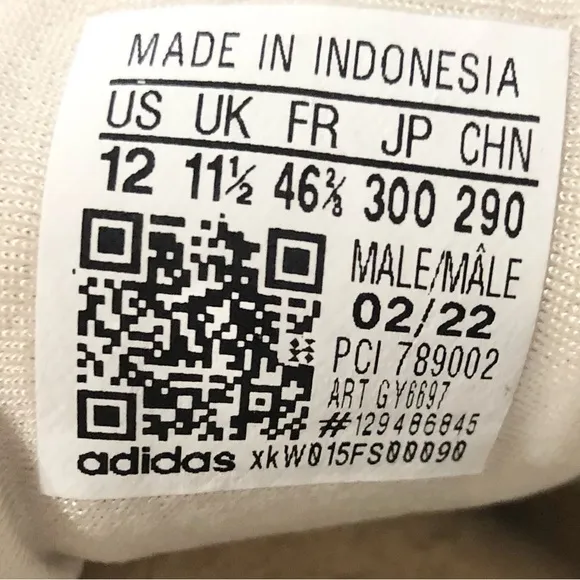 MADE IN INDONESIA
US UK FR JP CHN
12 11½ 46⅔ 300 290
MALE/MÂLE
02/22
PCI 789002
ART GY6697
#129486845
adidas xkW015FS00090